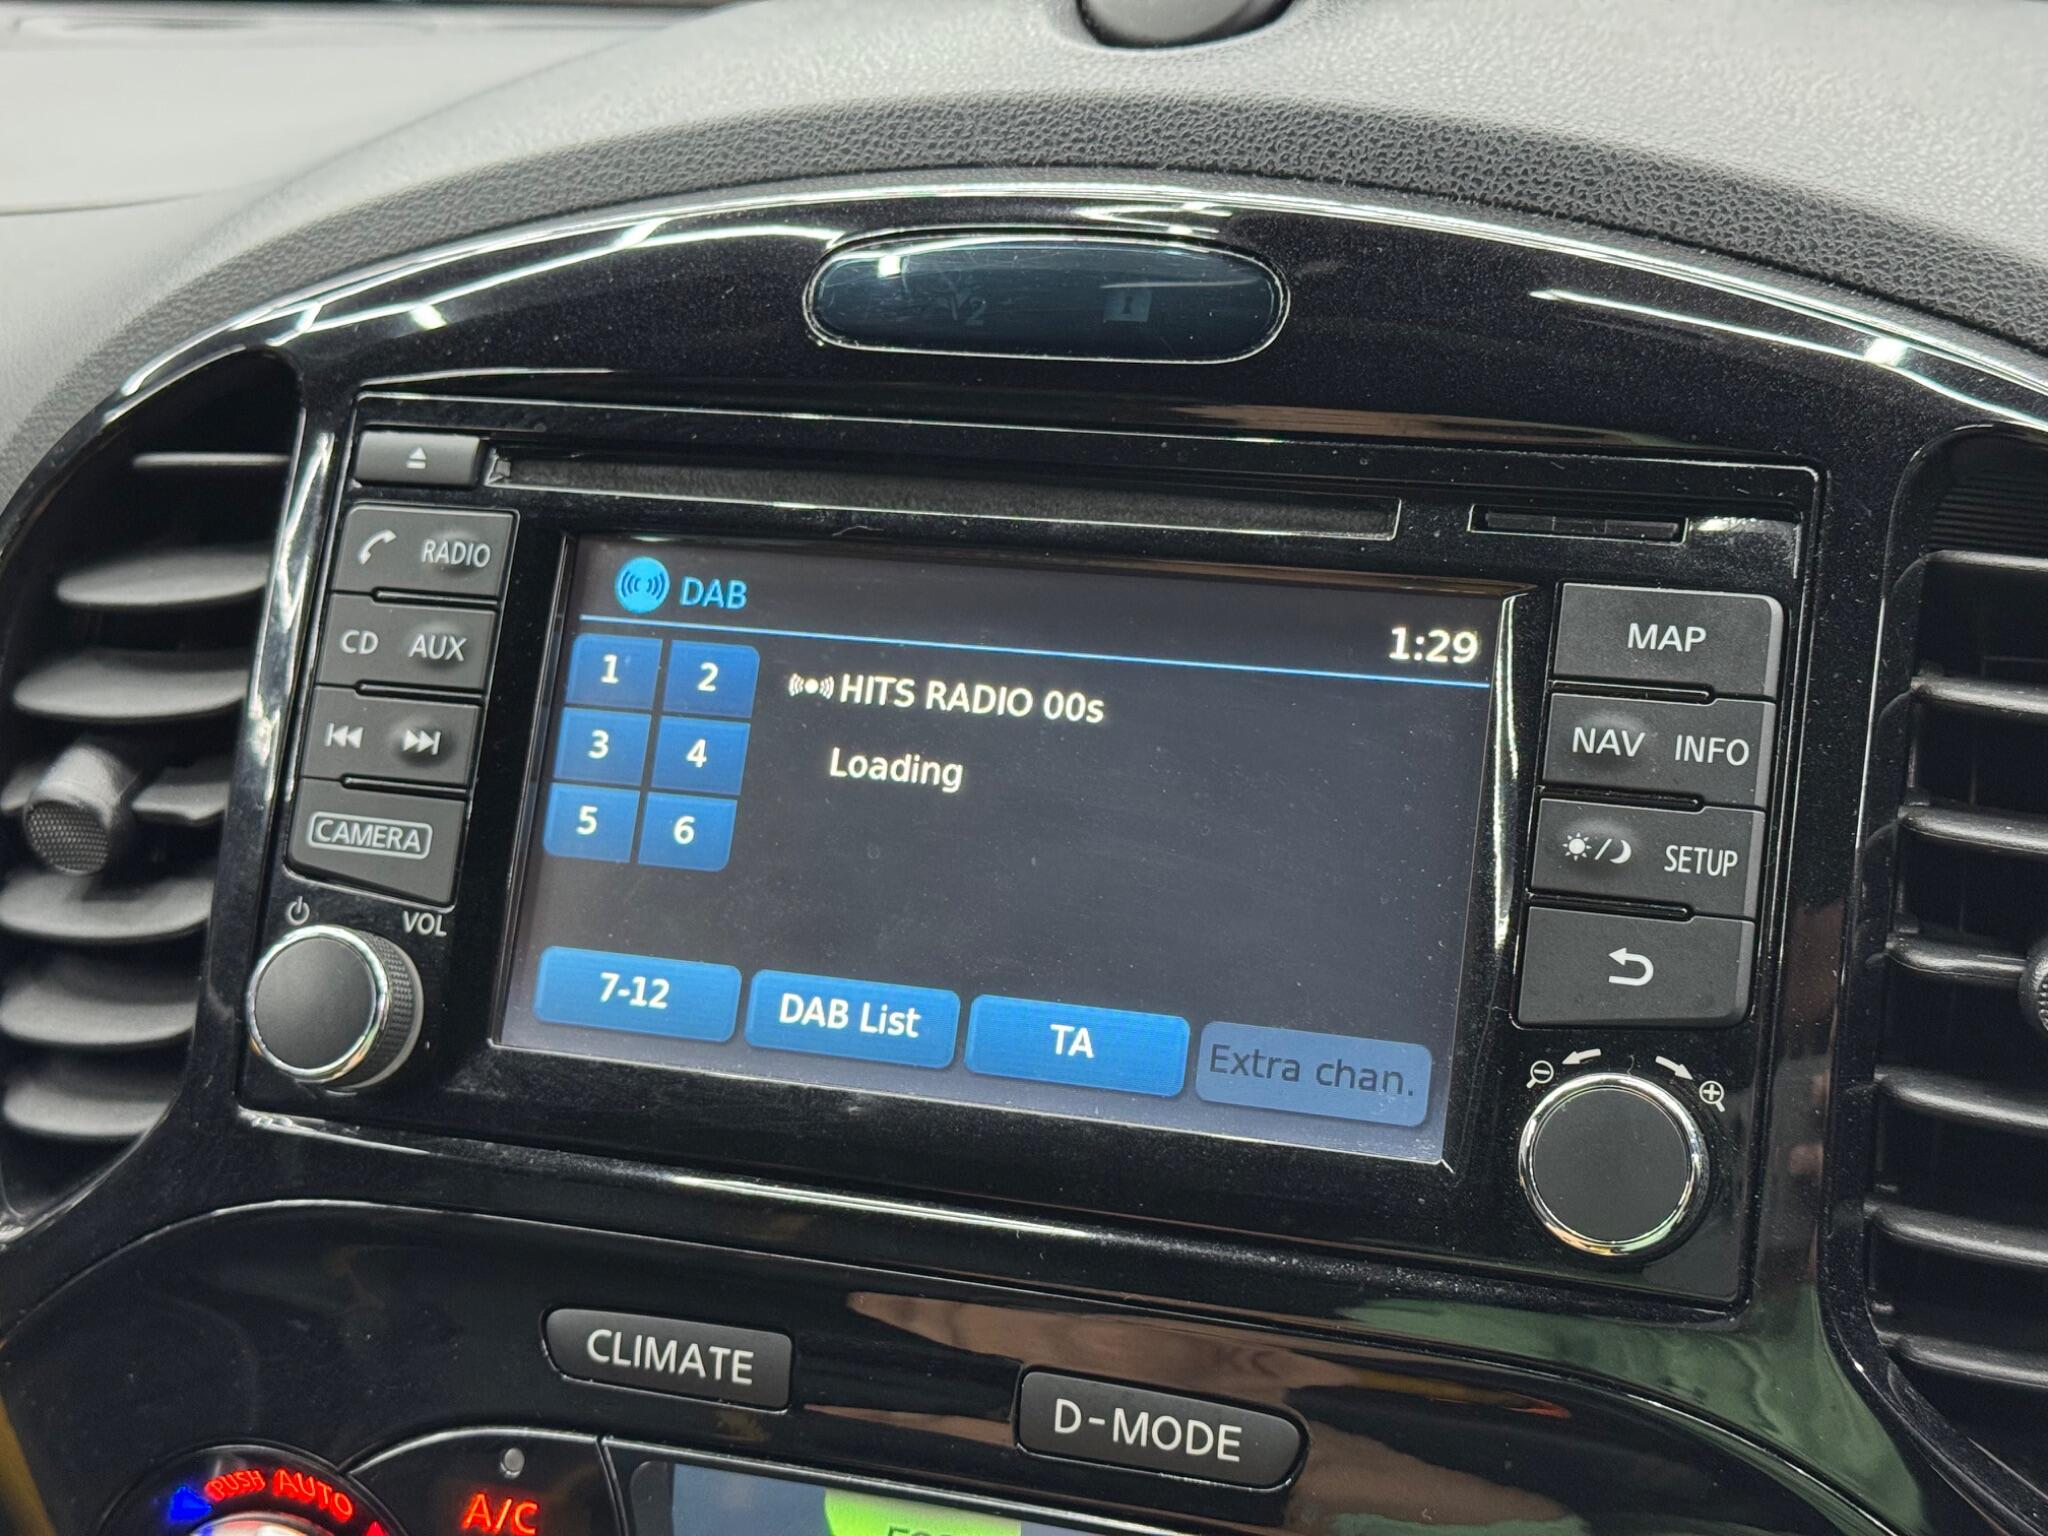 RADIO
CD AUX
CAMERA
VOL
DAB
1:29
1 2
3 4
5 6
HITS RADIO 00s
Loading
7-12
DAB List
TA
Extra chan.
MAP
NAV INFO
SETUP
CLIMATE
D-MODE
PUSH AUTO
A/C